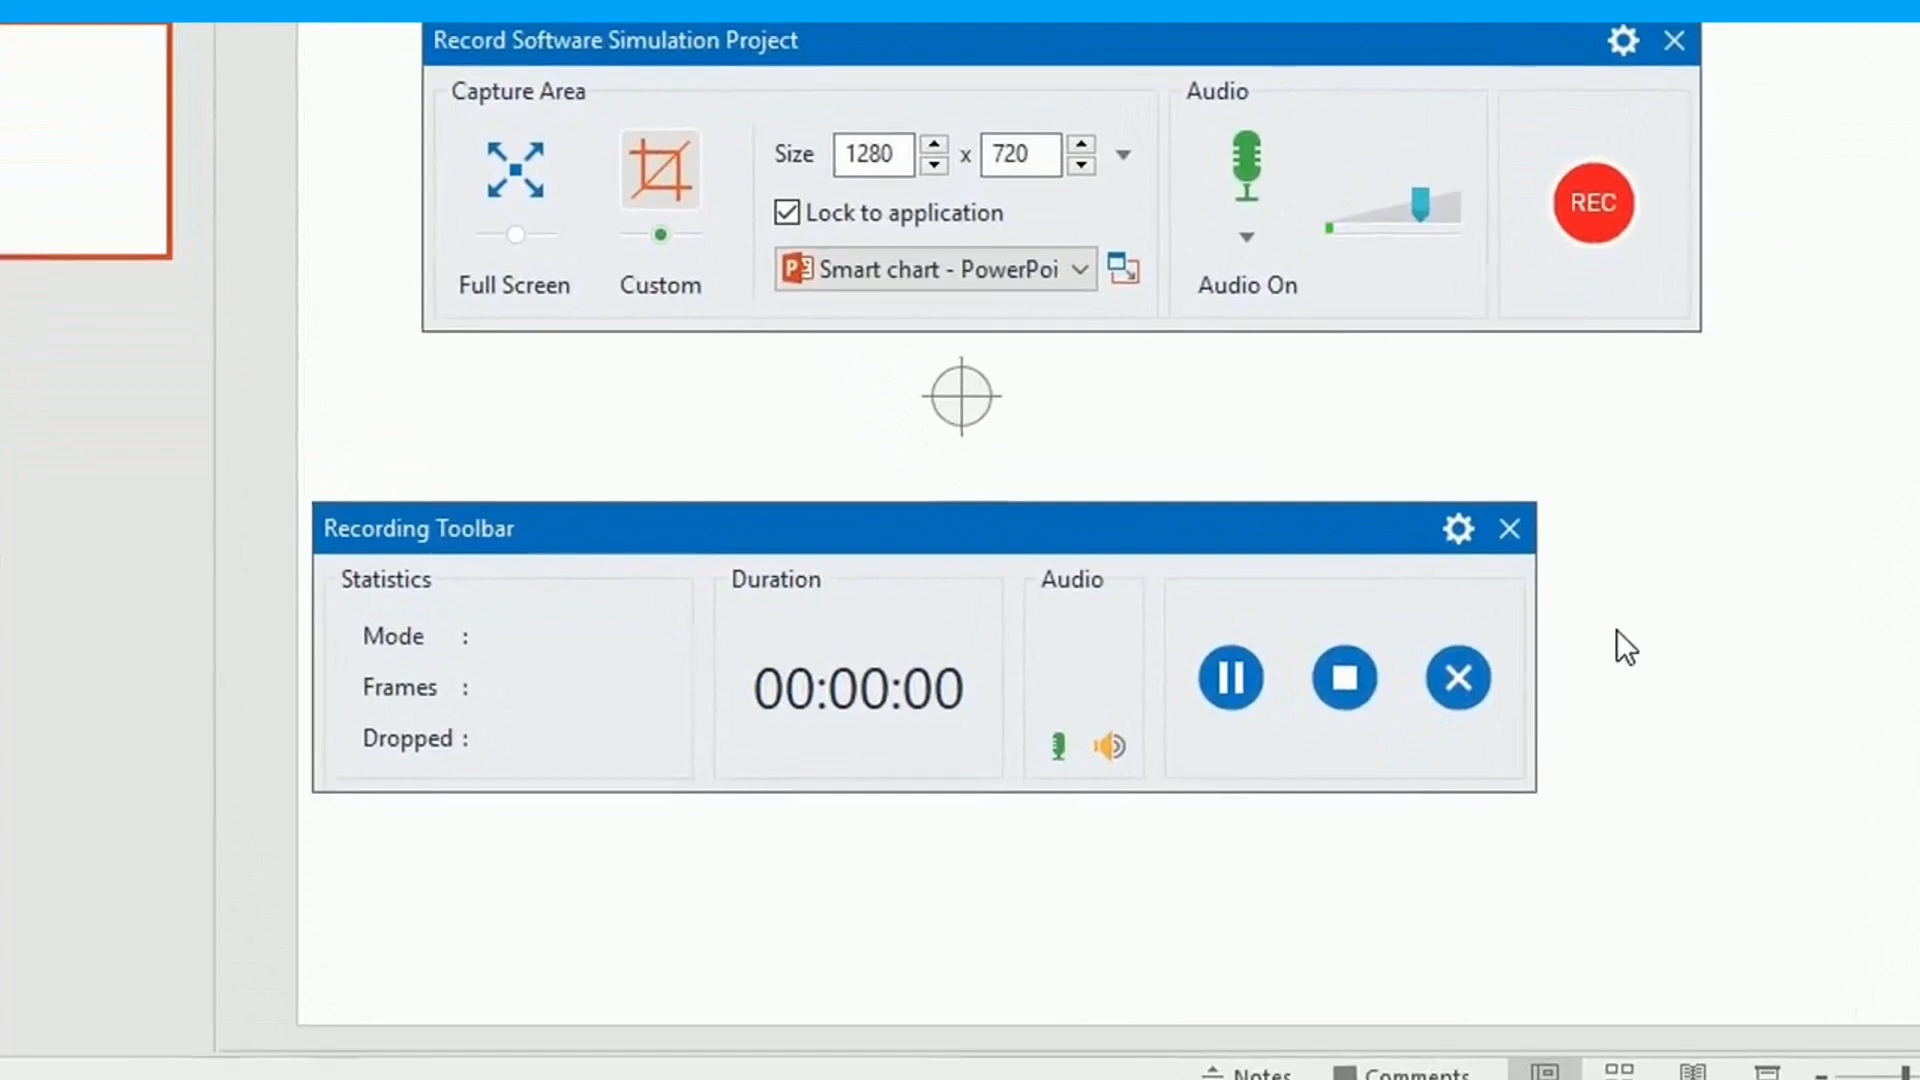 Record Software Simulation Project
Capture Area
Audio
Size 1280 x 720
REC
Lock to application
Smart chart - PowerPoi
Full Screen
Custom
Audio On
Recording Toolbar
Statistics
Duration
Audio
Mode :
Frames :
00:00:00
Dropped :
Notes
Comments